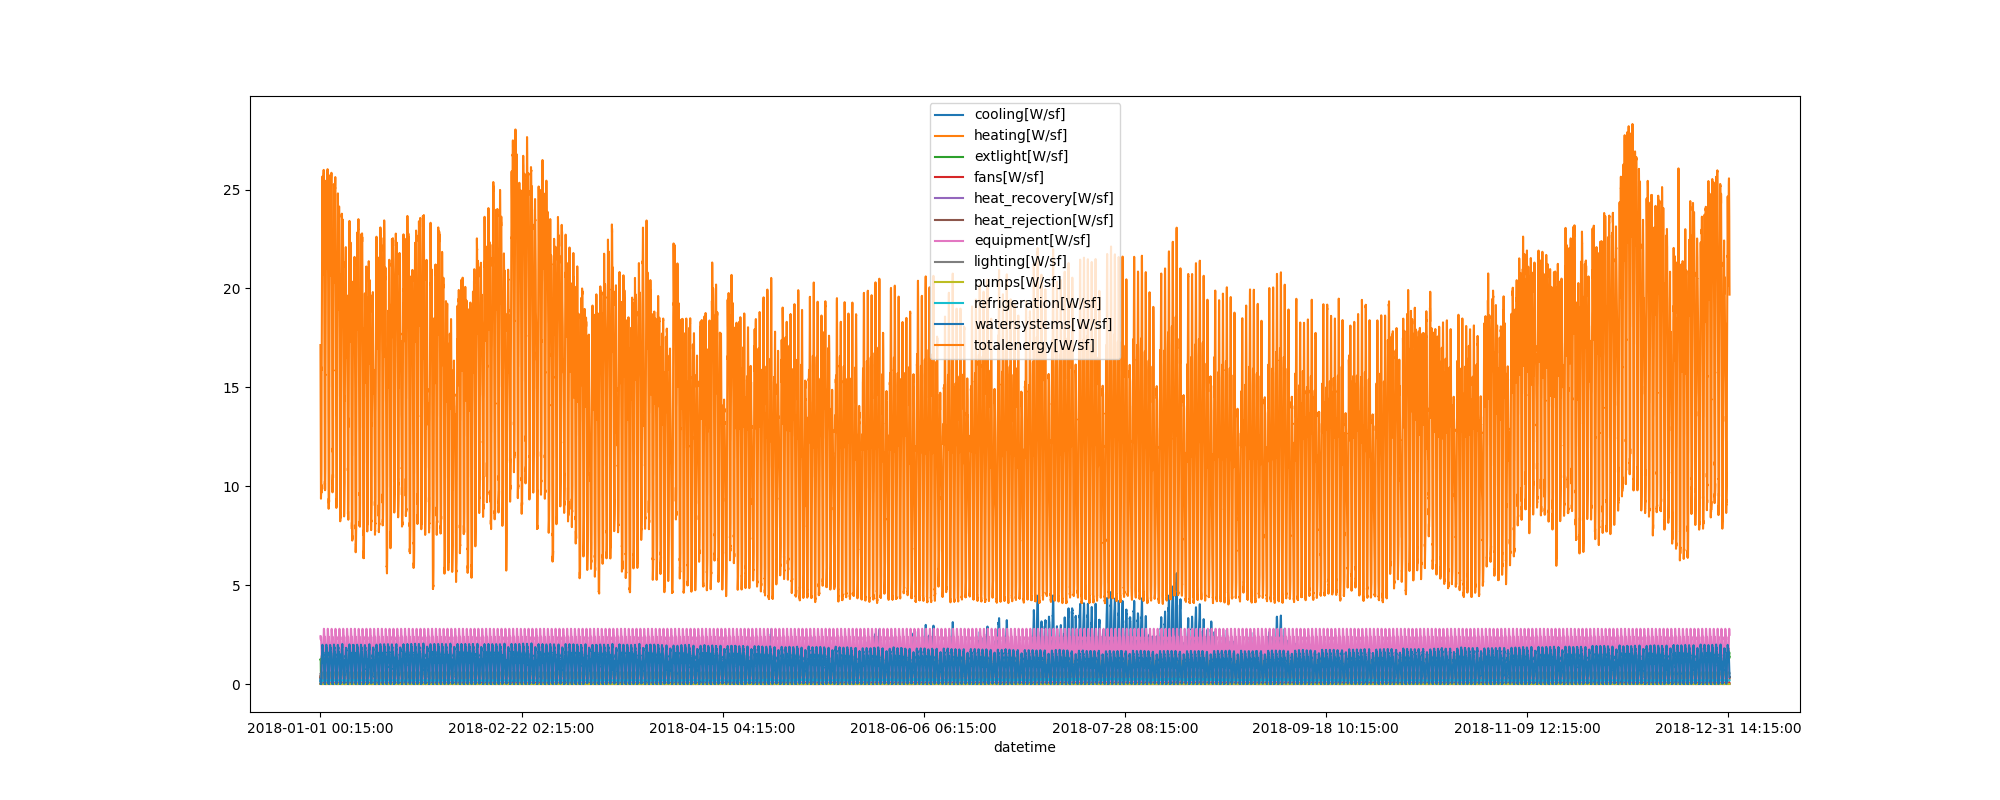 cooling[W/sf]
heating[W/sf]
extlight[W/sf]
fans[W/sf]
heat_recovery[W/sf]
heat_rejection[W/sf]
equipment[W/sf]
lighting[W/sf]
pumps[W/sf]
refrigeration[W/sf]
watersystems[W/sf]
totalenergy[W/sf]
25
20
15
10
5
0
2018-01-01 00:15:00 2018-02-22 02:15:00 2018-04-15 04:15:00 2018-06-06 06:15:00 2018-07-28 08:15:00 2018-09-18 10:15:00 2018-11-09 12:15:00 2018-12-31 14:15:00
datetime